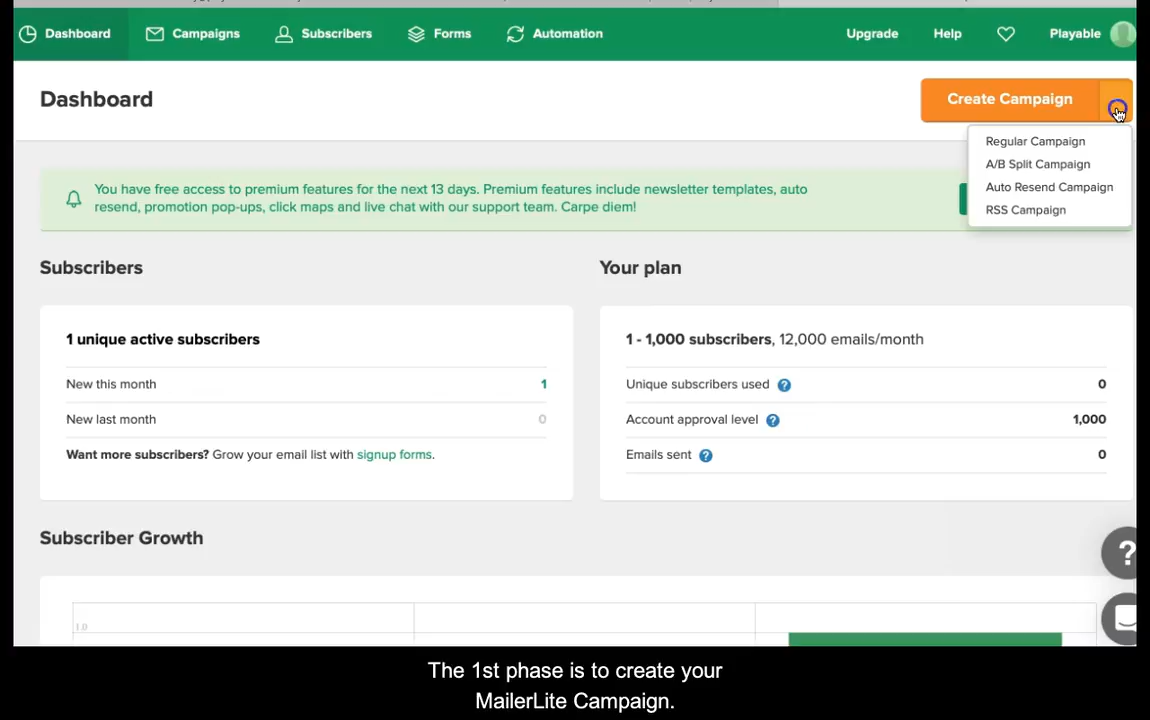 Dashboard Campaigns Subscribers Forms Automation Upgrade Help Playable
Dashboard
Create Campaign
Regular Campaign
A/B Split Campaign
Auto Resend Campaign
RSS Campaign
You have free access to premium features for the next 13 days. Premium features include newsletter templates, auto
resend, promotion pop-ups, click maps and live chat with our support team. Carpe diem!
Subscribers
1 unique active subscribers
New this month 1
New last month 0
Want more subscribers? Grow your email list with signup forms.
Your plan
1 - 1,000 subscribers, 12,000 emails/month
Unique subscribers used ? 0
Account approval level ? 1,000
Emails sent ? 0
Subscriber Growth
1.0
?
The 1st phase is to create your
MailerLite Campaign.